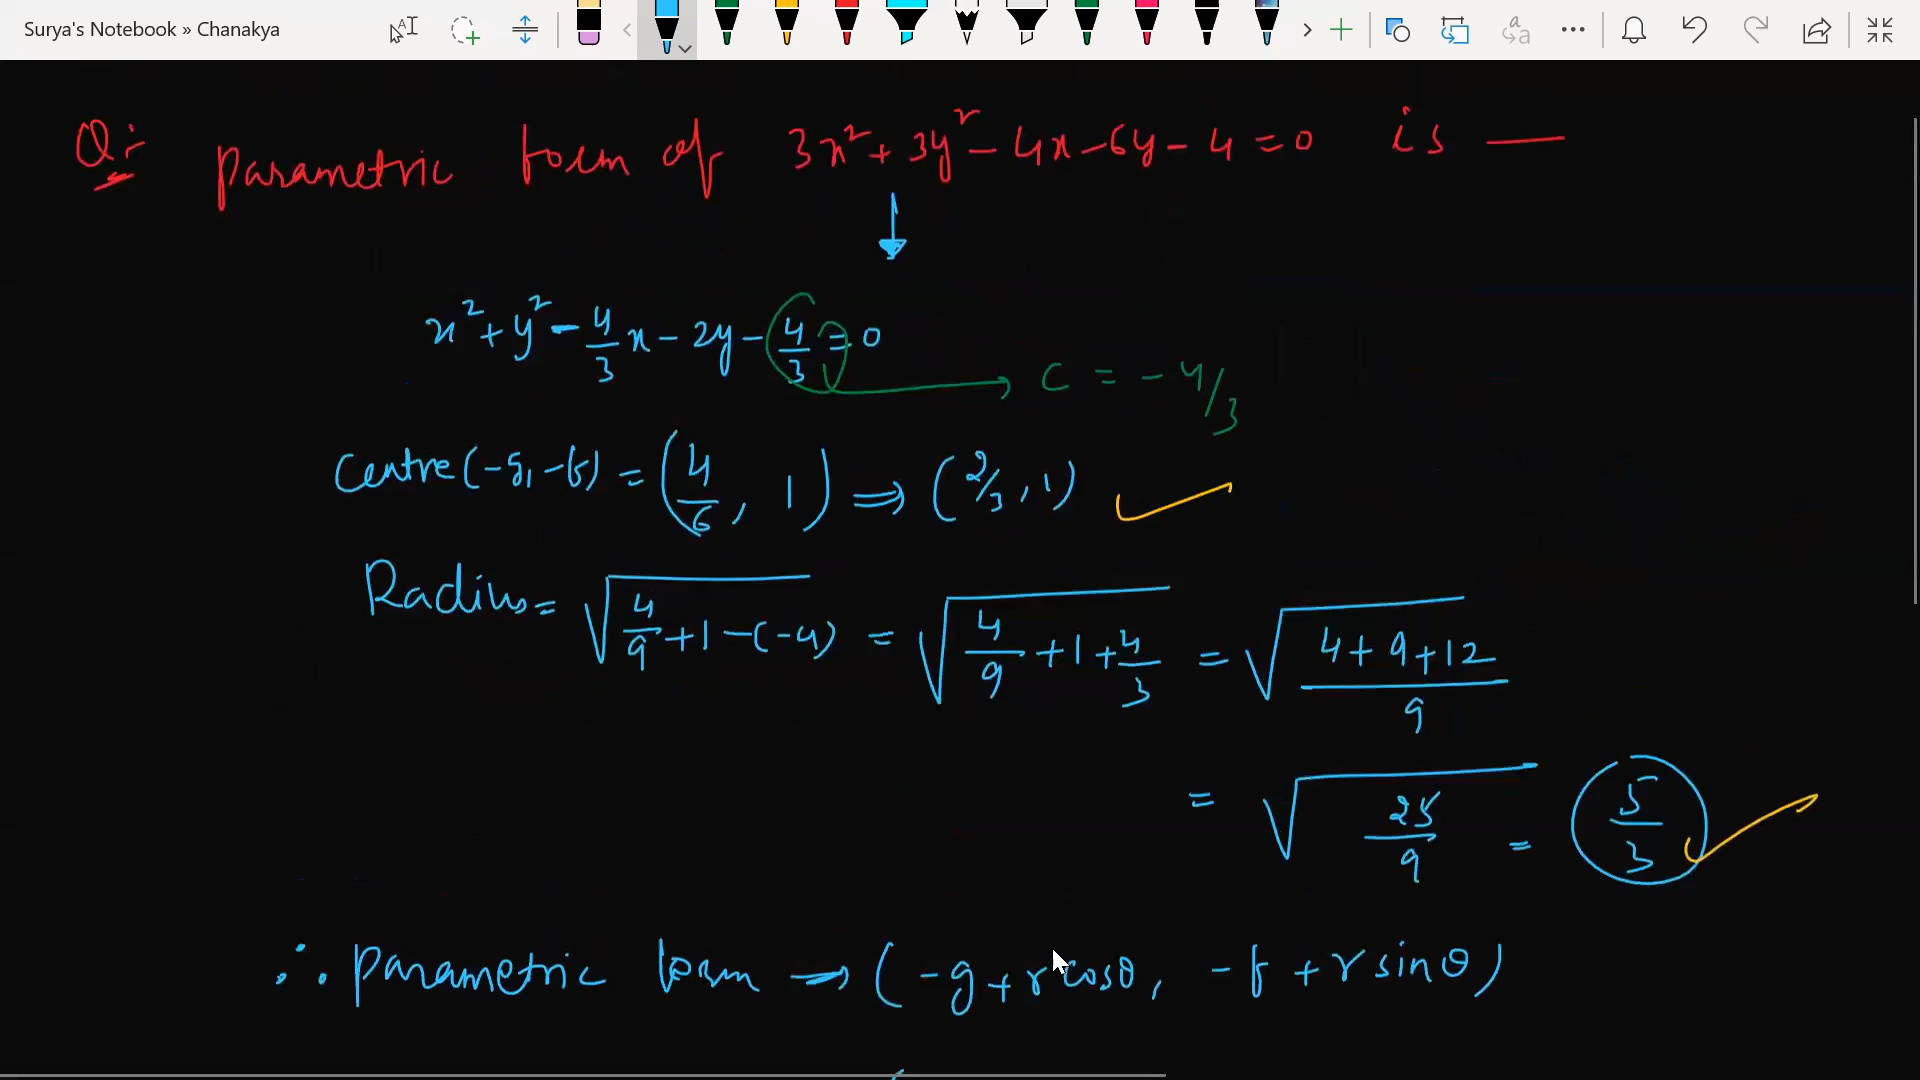 Surya's Notebook » Chanakya
Q:- Parametric form of 3x² + 3y² - 4x - 6y - 4 = 0 is —
x² + y² - 4/3 x - 2y - 4/3 = 0
C = -4/3
Centre (-g, -f) = (4/6, 1) ⇒ (2/3, 1)
Radius = √(4/9 + 1 - (-4)) = √(4/9 + 1 + 4/3) = √((4 + 9 + 12)/9)
= √(25/9) = 5/3
∴ parametric form → (-g + r cosθ, -f + r sinθ)